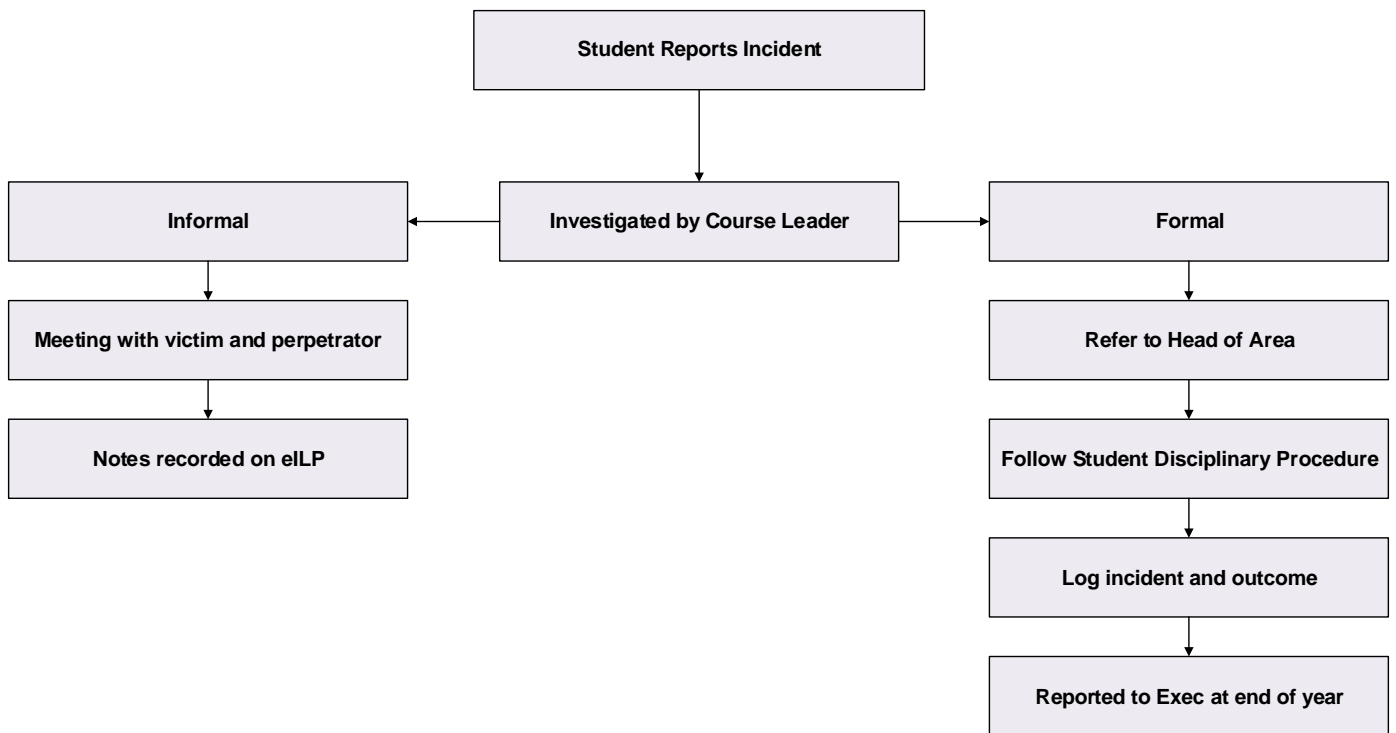 Student Reports Incident
Informal
Investigated by Course Leader
Formal
Meeting with victim and perpetrator
Refer to Head of Area
Notes recorded on eILP
Follow Student Disciplinary Procedure
Log incident and outcome
Reported to Exec at end of year